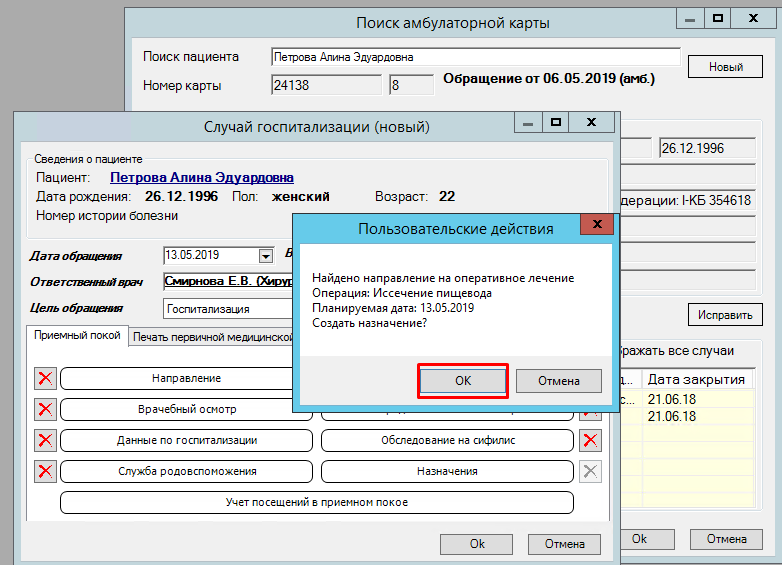 Поиск амбулаторной карты
Поиск пациента
Петрова Алина Эдуардовна
Новый
Номер карты
24138
8
Обращение от 06.05.2019 (амб.)
26.12.1996
дерации: I-КБ 354618
Исправить
бражать все случаи
д...
Дата закрытия
с...
21.06.18
21.06.18
Ok
Отмена
Случай госпитализации (новый)
Сведения о пациенте
Пациент: Петрова Алина Эдуардовна
Дата рождения: 26.12.1996 Пол: женский Возраст: 22
Номер истории болезни
Дата обращения
13.05.2019
В
Ответственный врач
Смирнова Е.В. (Хирур
Цель обращения
Госпитализация
Приемный покой
Печать первичной медицинской
Направление
Врачебный осмотр
Данные по госпитализации
Обследование на сифилис
Служба родовспоможения
Назначения
Учет посещений в приемном покое
Ok
Отмена
Пользовательские действия
Найдено направление на оперативное лечение
Операция: Иссечение пищевода
Планируемая дата: 13.05.2019
Создать назначение?
OK
Отмена